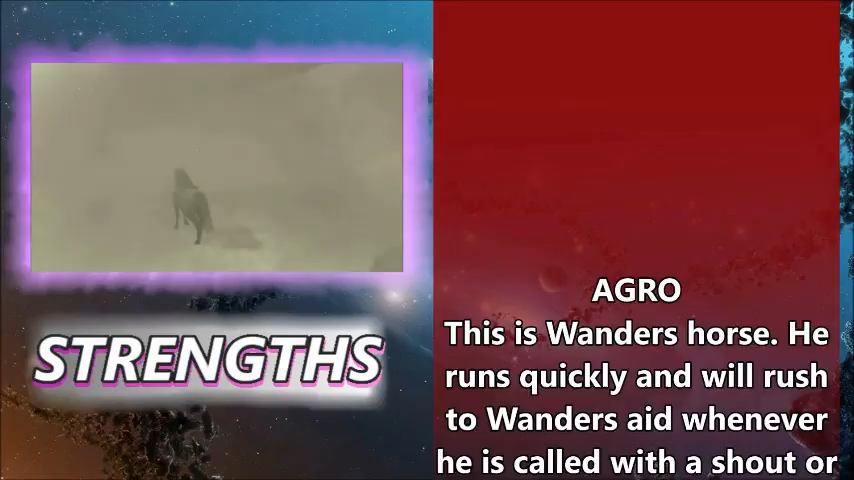 STRENGTHS
AGRO
This is Wanders horse. He
runs quickly and will rush
to Wanders aid whenever
he is called with a shout or